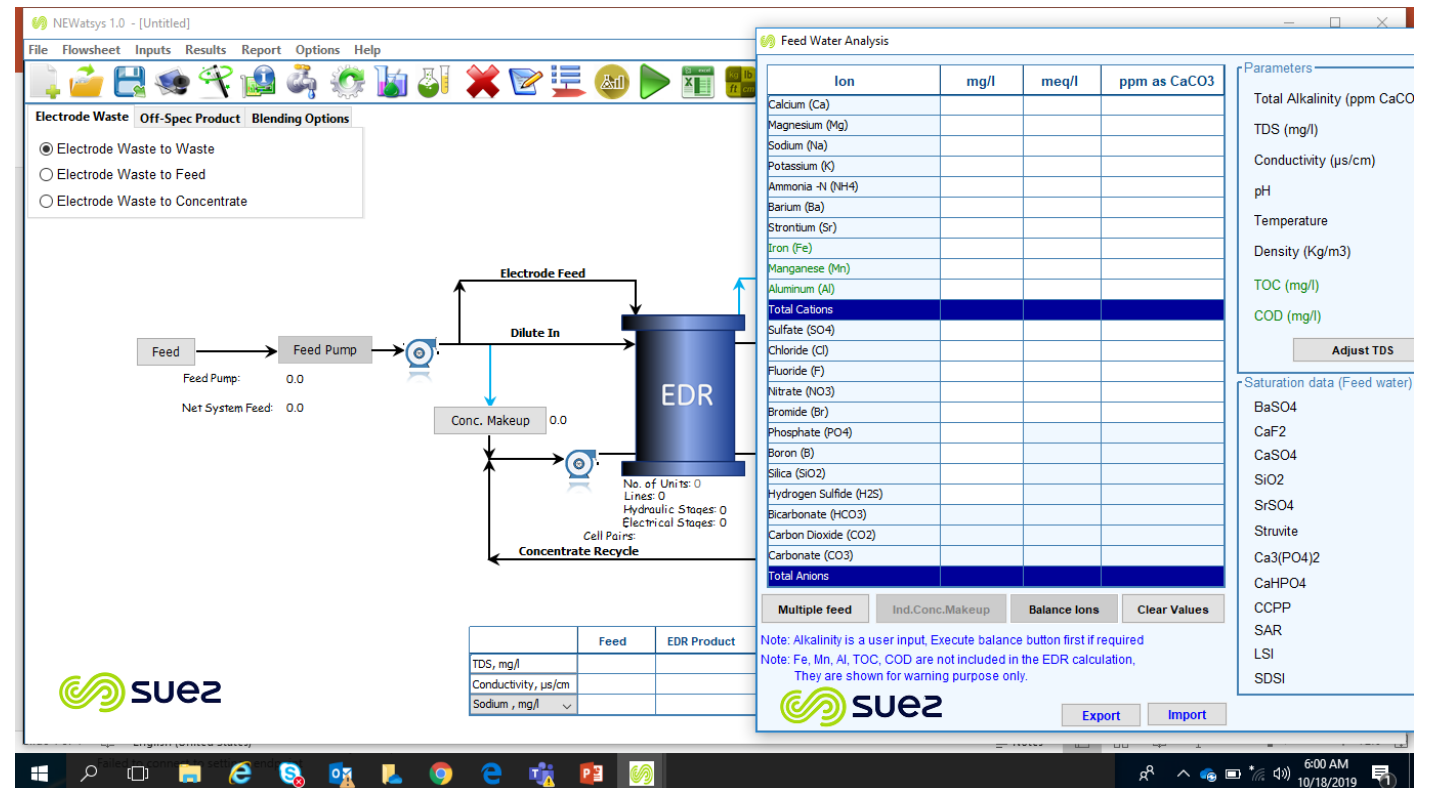 NEWatsys 1.0 - [Untitled]
File Flowsheet Inputs Results Report Options Help
Electrode Waste Off-Spec Product Blending Options
Electrode Waste to Waste
Electrode Waste to Feed
Electrode Waste to Concentrate
Electrode Feed
Dilute In
Feed
Feed Pump
Feed Pump: 0.0
Net System Feed: 0.0
Conc. Makeup 0.0
EDR
No. of Units: 0
Lines: 0
Hydraulic Stages: 0
Electrical Stages: 0
Cell Pairs:
Concentrate Recycle
Feed EDR Product
TDS, mg/l
Conductivity, µs/cm
Sodium , mg/l
suez
Feed Water Analysis
Ion mg/l meq/l ppm as CaCO3
Calcium (Ca)
Magnesium (Mg)
Sodium (Na)
Potassium (K)
Ammonia -N (NH4)
Barium (Ba)
Strontium (Sr)
Iron (Fe)
Manganese (Mn)
Aluminum (Al)
Total Cations
Sulfate (SO4)
Chloride (Cl)
Fluoride (F)
Nitrate (NO3)
Bromide (Br)
Phosphate (PO4)
Boron (B)
Silica (SiO2)
Hydrogen Sulfide (H2S)
Bicarbonate (HCO3)
Carbon Dioxide (CO2)
Carbonate (CO3)
Total Anions
Multiple feed Ind.Conc.Makeup Balance Ions Clear Values
Note: Alkalinity is a user input, Execute balance button first if required
Note: Fe, Mn, Al, TOC, COD are not included in the EDR calculation,
They are shown for warning purpose only.
suez
Export Import
Parameters
Total Alkalinity (ppm CaCO
TDS (mg/l)
Conductivity (µs/cm)
pH
Temperature
Density (Kg/m3)
TOC (mg/l)
COD (mg/l)
Adjust TDS
Saturation data (Feed water)
BaSO4
CaF2
CaSO4
SiO2
SrSO4
Struvite
Ca3(PO4)2
CaHPO4
CCPP
SAR
LSI
SDSI
6:00 AM
10/18/2019